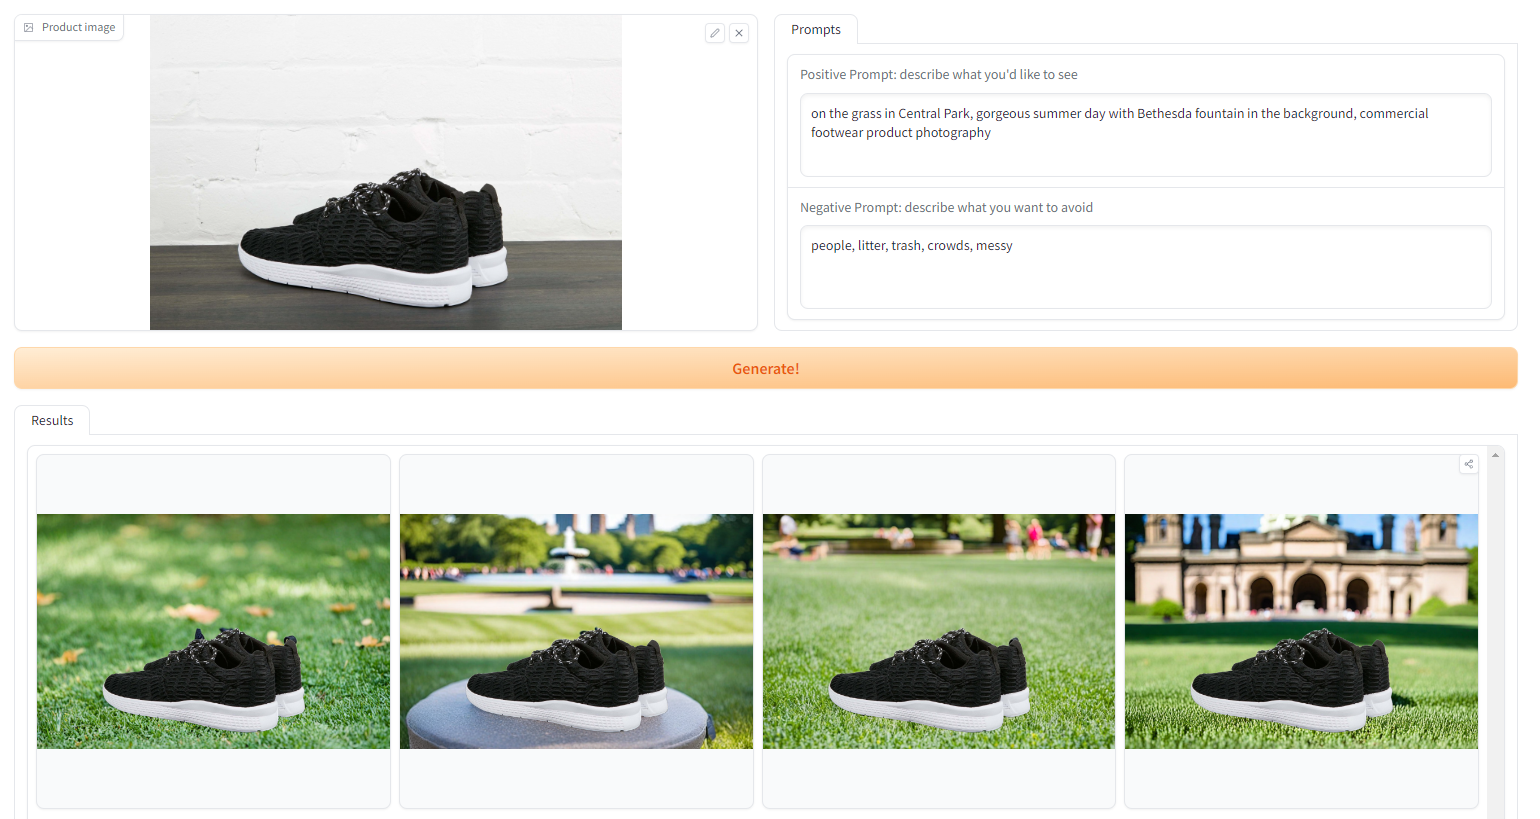 Product image
Prompts
Positive Prompt: describe what you'd like to see
on the grass in Central Park, gorgeous summer day with Bethesda fountain in the background, commercial
footwear product photography
Negative Prompt: describe what you want to avoid
people, litter, trash, crowds, messy
Generate!
Results